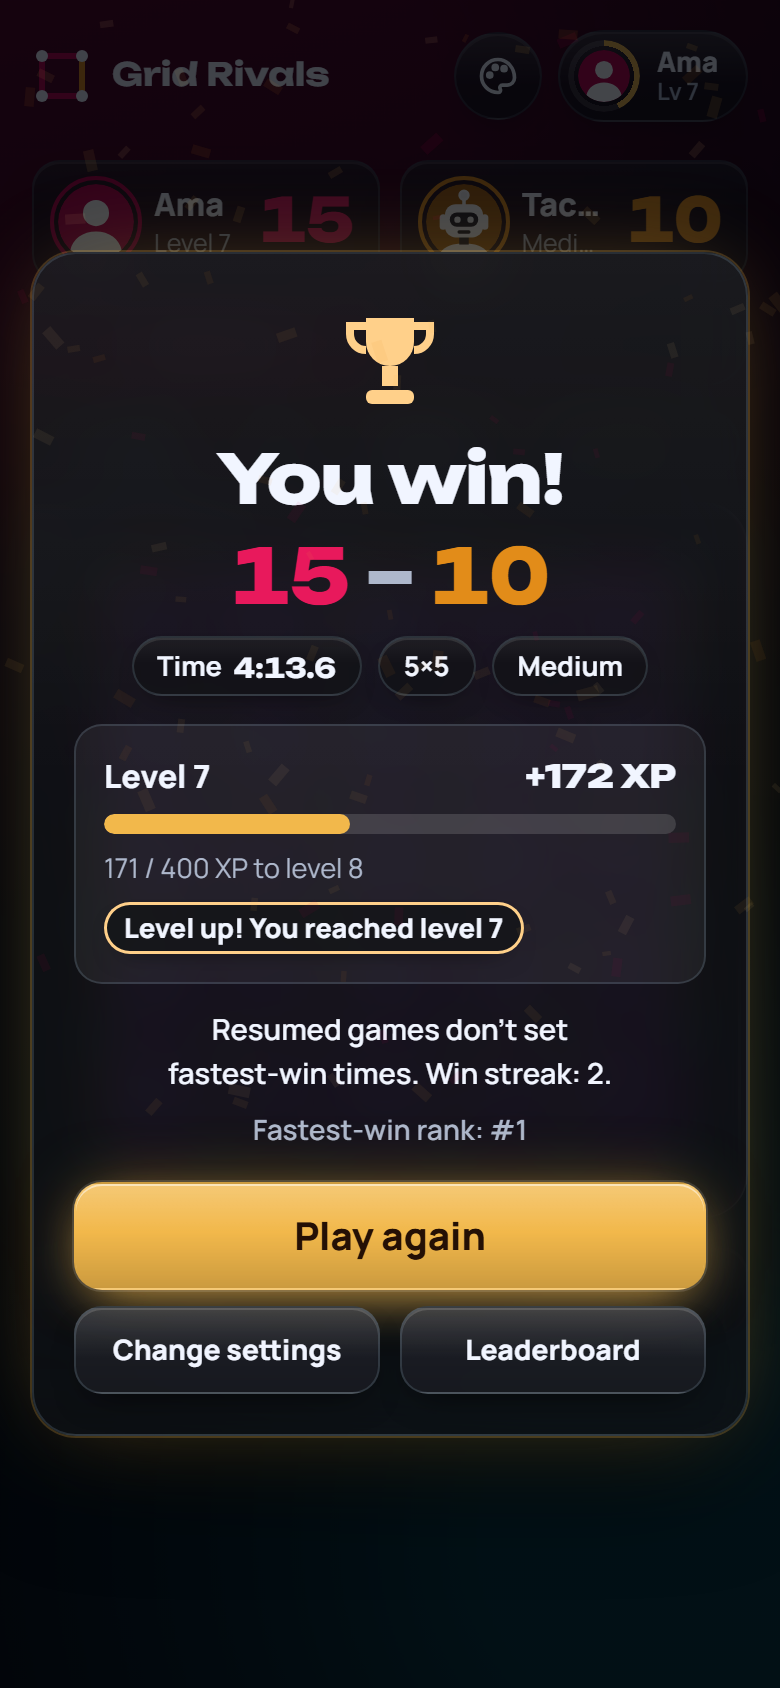 Grid Rivals
Ama
Lv 7
Ama
Level 7
15
Tac...
Medi...
10
You win!
15 – 10
Time 4:13.6
5×5
Medium
Level 7
+172 XP
171 / 400 XP to level 8
Level up! You reached level 7
Resumed games don’t set
fastest-win times. Win streak: 2.
Fastest-win rank: #1
Play again
Change settings
Leaderboard